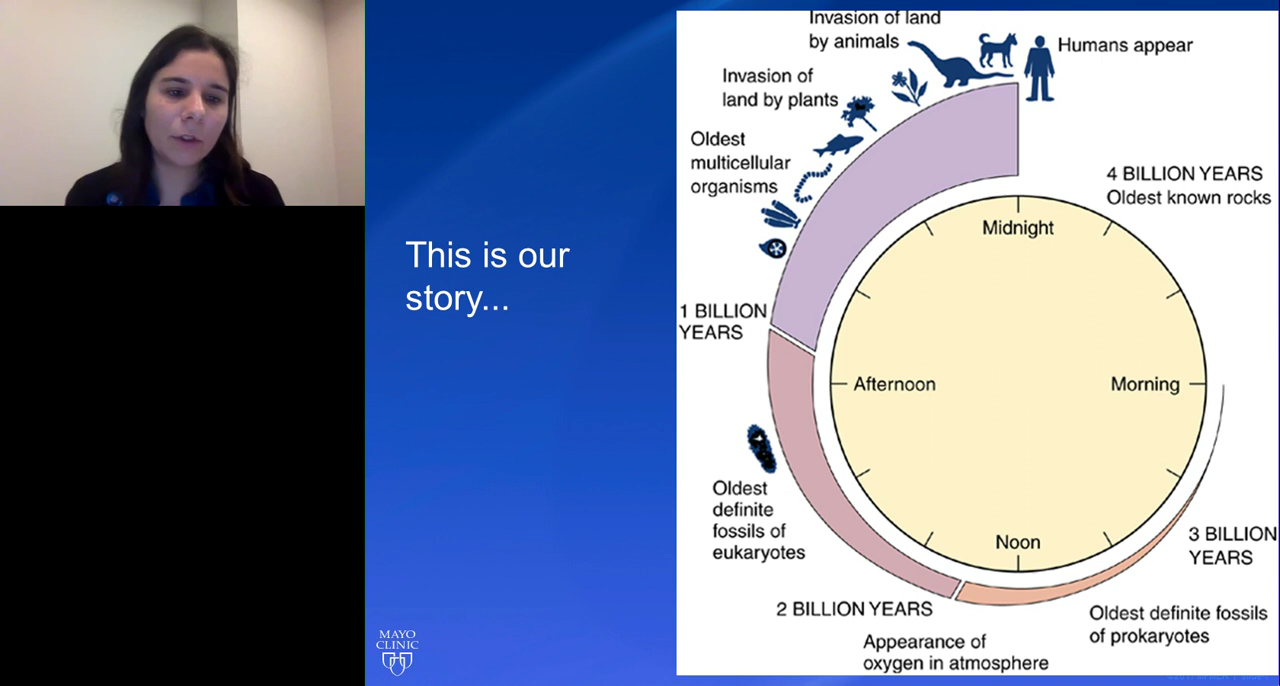 This is our
story...
Invasion of land
by animals
Humans appear
Invasion of
land by plants
Oldest
multicellular
organisms
4 BILLION YEARS
Oldest known rocks
Midnight
1 BILLION
YEARS
Afternoon
Morning
Oldest
definite
fossils of
eukaryotes
Noon
3 BILLION
YEARS
2 BILLION YEARS
Oldest definite fossils
of prokaryotes
Appearance of
oxygen in atmosphere
MAYO
CLINIC